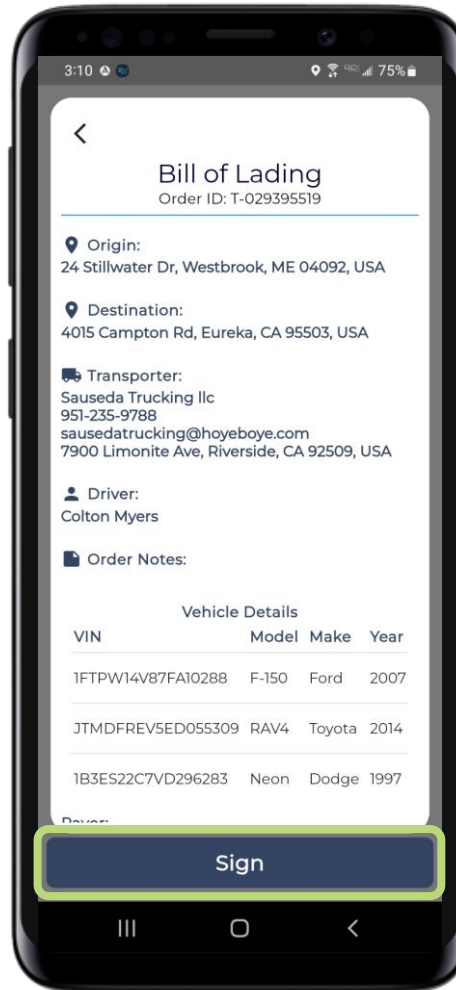 3:10 75%
Bill of Lading
Order ID: T-029395519
Origin:
24 Stillwater Dr, Westbrook, ME 04092, USA
Destination:
4015 Campton Rd, Eureka, CA 95503, USA
Transporter:
Sauseda Trucking llc
951-235-9788
sausedatrucking@hoyeboye.com
7900 Limonite Ave, Riverside, CA 92509, USA
Driver:
Colton Myers
Order Notes:
Vehicle Details
VIN Model Make Year
1FTPW14V87FA10288 F-150 Ford 2007
JTMDFREV5ED055309 RAV4 Toyota 2014
1B3ES22C7VD296283 Neon Dodge 1997
Payer:
Sign